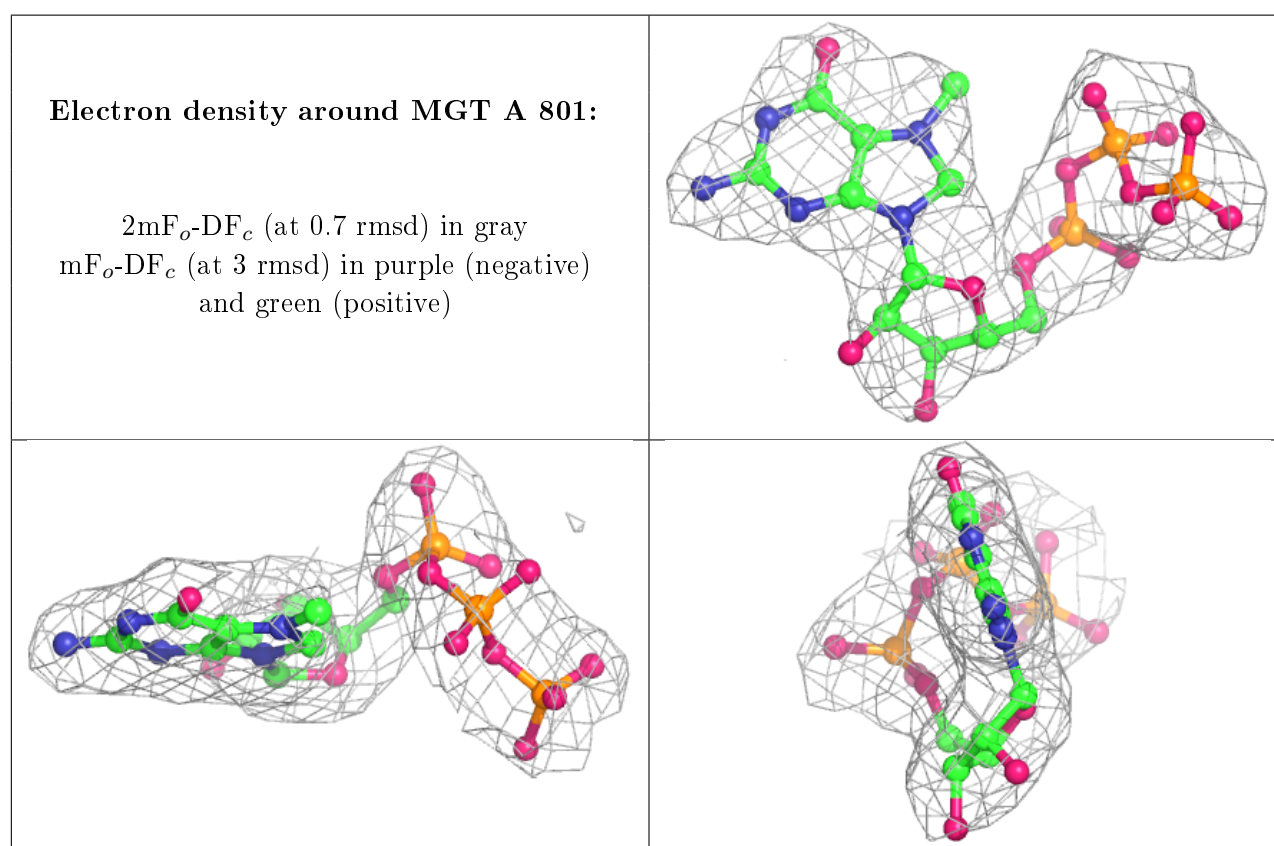 Electron density around MGT A 801:
2mFo-DFc (at 0.7 rmsd) in gray
mFo-DFc (at 3 rmsd) in purple (negative)
and green (positive)